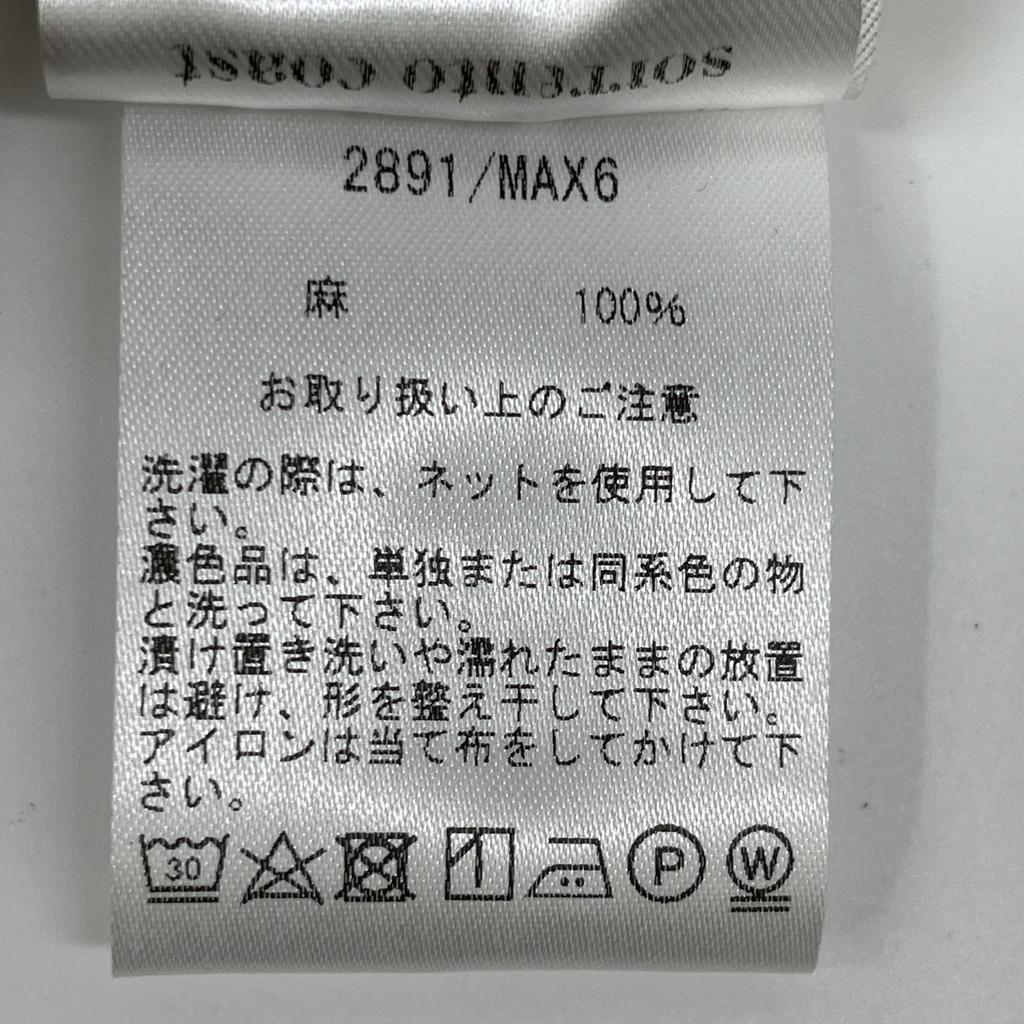 sorrento coast
2891/MAX6
麻 100%
お取り扱い上のご注意
洗濯の際は、ネットを使用して下
さい。
濃色品は、単独または同系色の物
と洗って下さい。
漬け置き洗いや濡れたままの放置
は避け、形を整え干して下さい。
アイロンは当て布をしてかけて下
さい。
30 P W